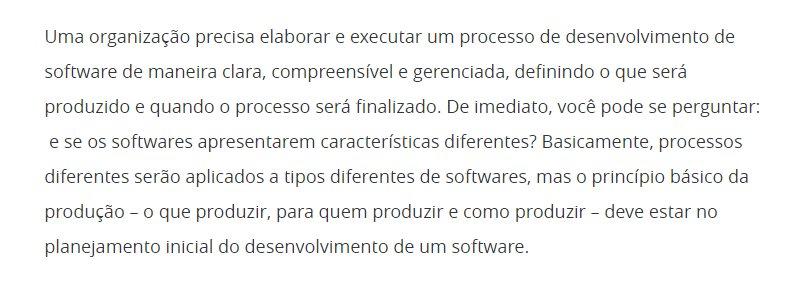 Uma organização precisa elaborar e executar um processo de desenvolvimento de
software de maneira clara, compreensível e gerenciada, definindo o que será
produzido e quando o processo será finalizado. De imediato, você pode se perguntar:
e se os softwares apresentarem características diferentes? Basicamente, processos
diferentes serão aplicados a tipos diferentes de softwares, mas o princípio básico da
produção – o que produzir, para quem produzir e como produzir – deve estar no
planejamento inicial do desenvolvimento de um software.